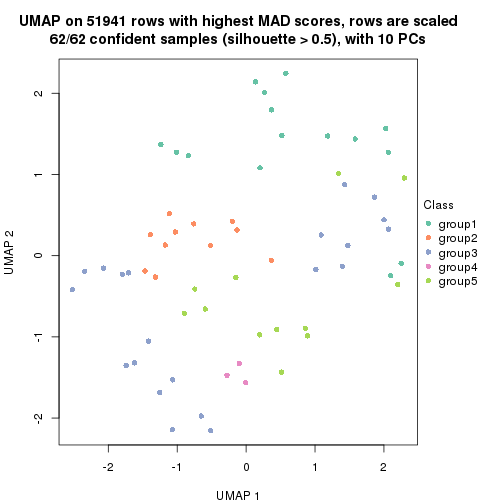 UMAP on 51941 rows with highest MAD scores, rows are scaled
62/62 confident samples (silhouette > 0.5), with 10 PCs
2
1
0
-1
-2
UMAP 2
-2
-1
0
1
2
UMAP 1
Class
group1
group2
group3
group4
group5